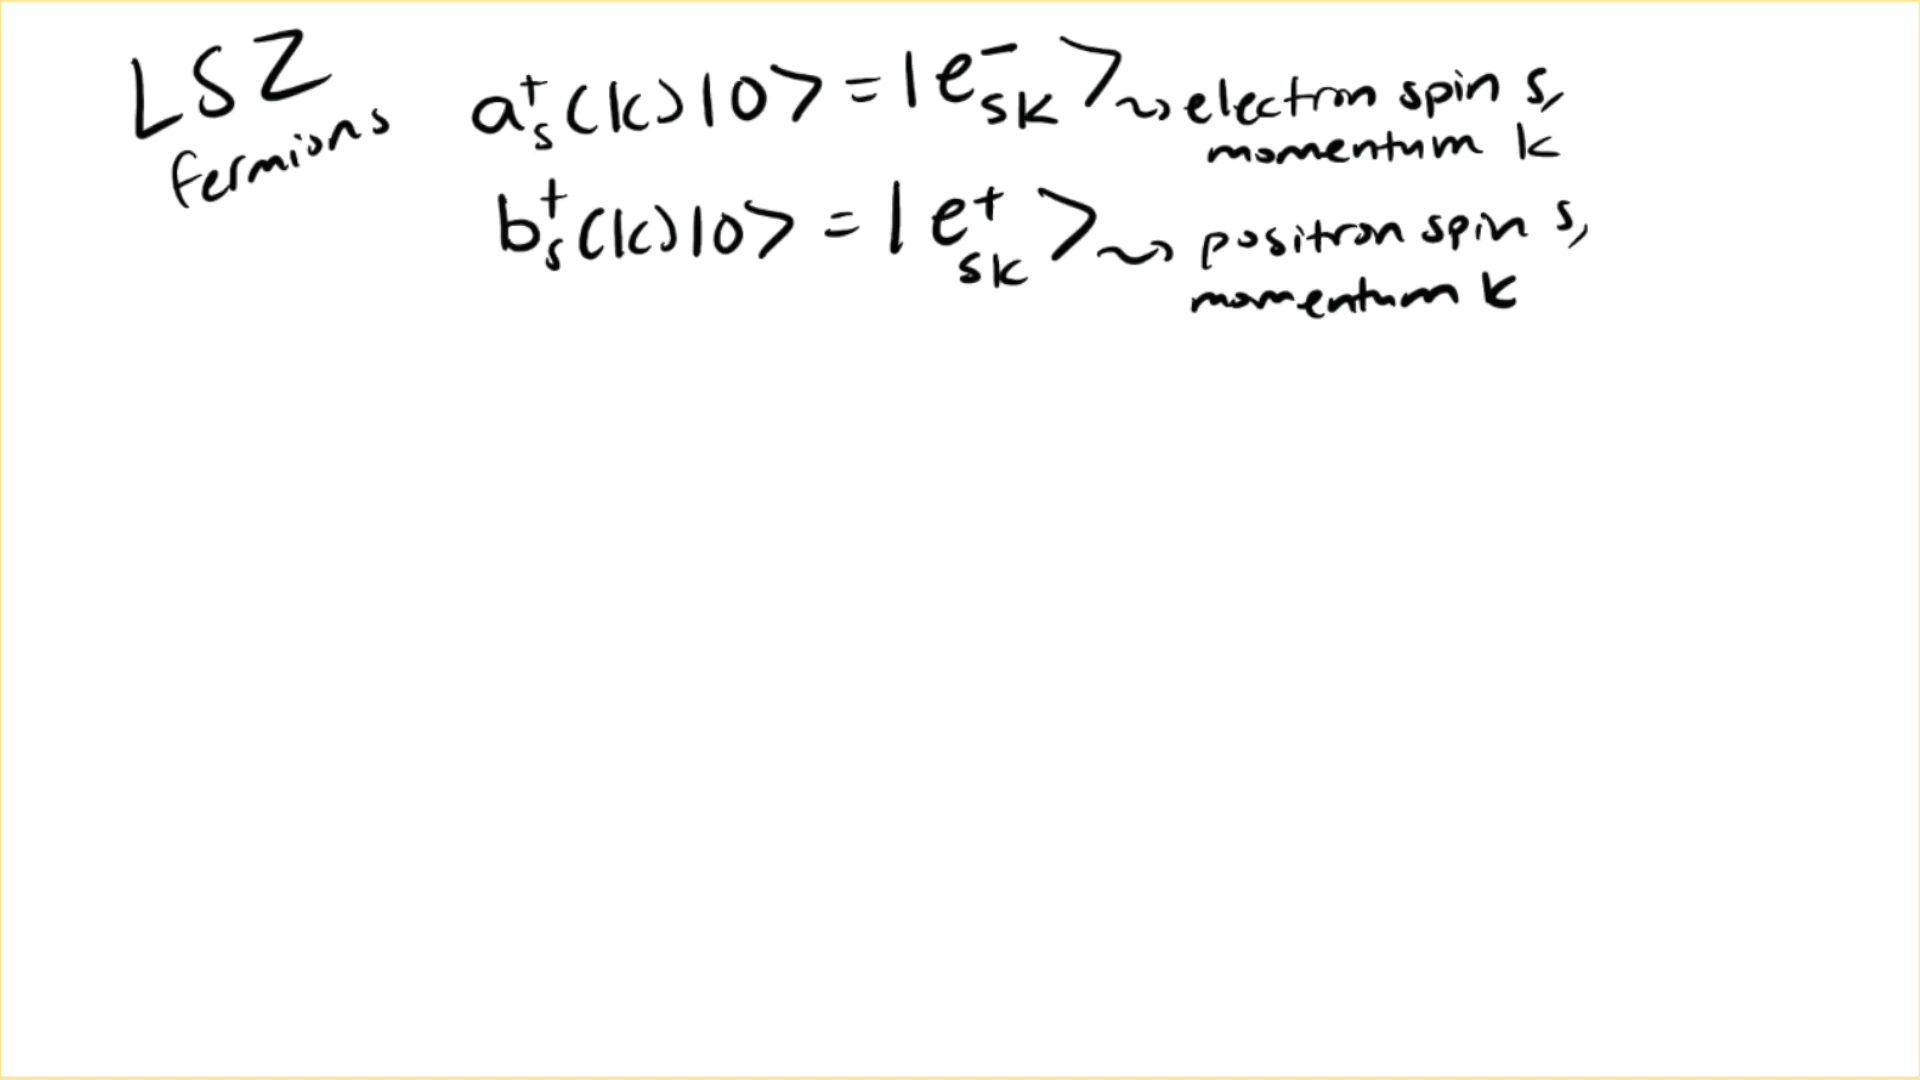 LSZ
fermions
a†s(k)|0> = |e⁻sk> ⇝ electron spin s,
momentum k
b†s(k)|0> = |e⁺sk> ⇝ positron spin s,
momentum k